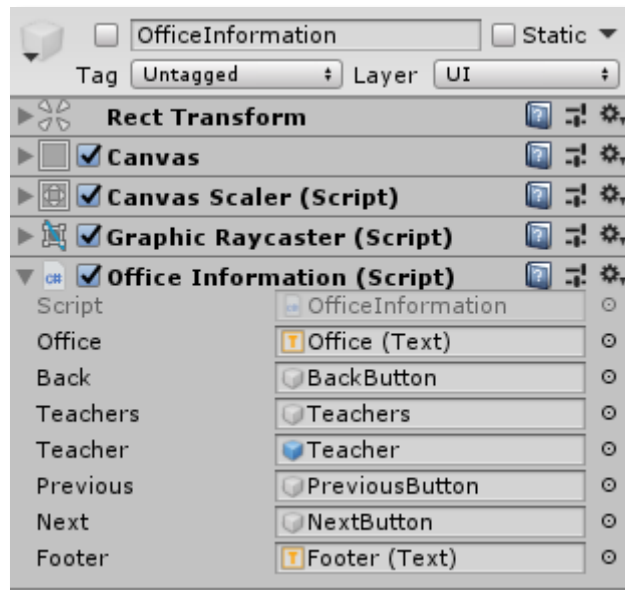 OfficeInformation Static
Tag Untagged Layer UI
Rect Transform
Canvas
Canvas Scaler (Script)
Graphic Raycaster (Script)
c# Office Information (Script)
Script OfficeInformation
Office T Office (Text)
Back BackButton
Teachers Teachers
Teacher Teacher
Previous PreviousButton
Next NextButton
Footer T Footer (Text)